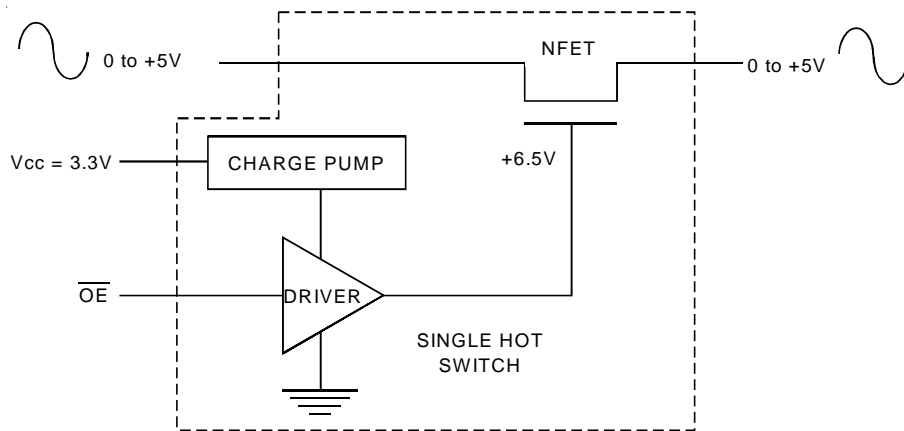 NFET
0 to +5V
0 to +5V
Vcc = 3.3V
CHARGE PUMP
+6.5V
OE
DRIVER
SINGLE HOT
SWITCH